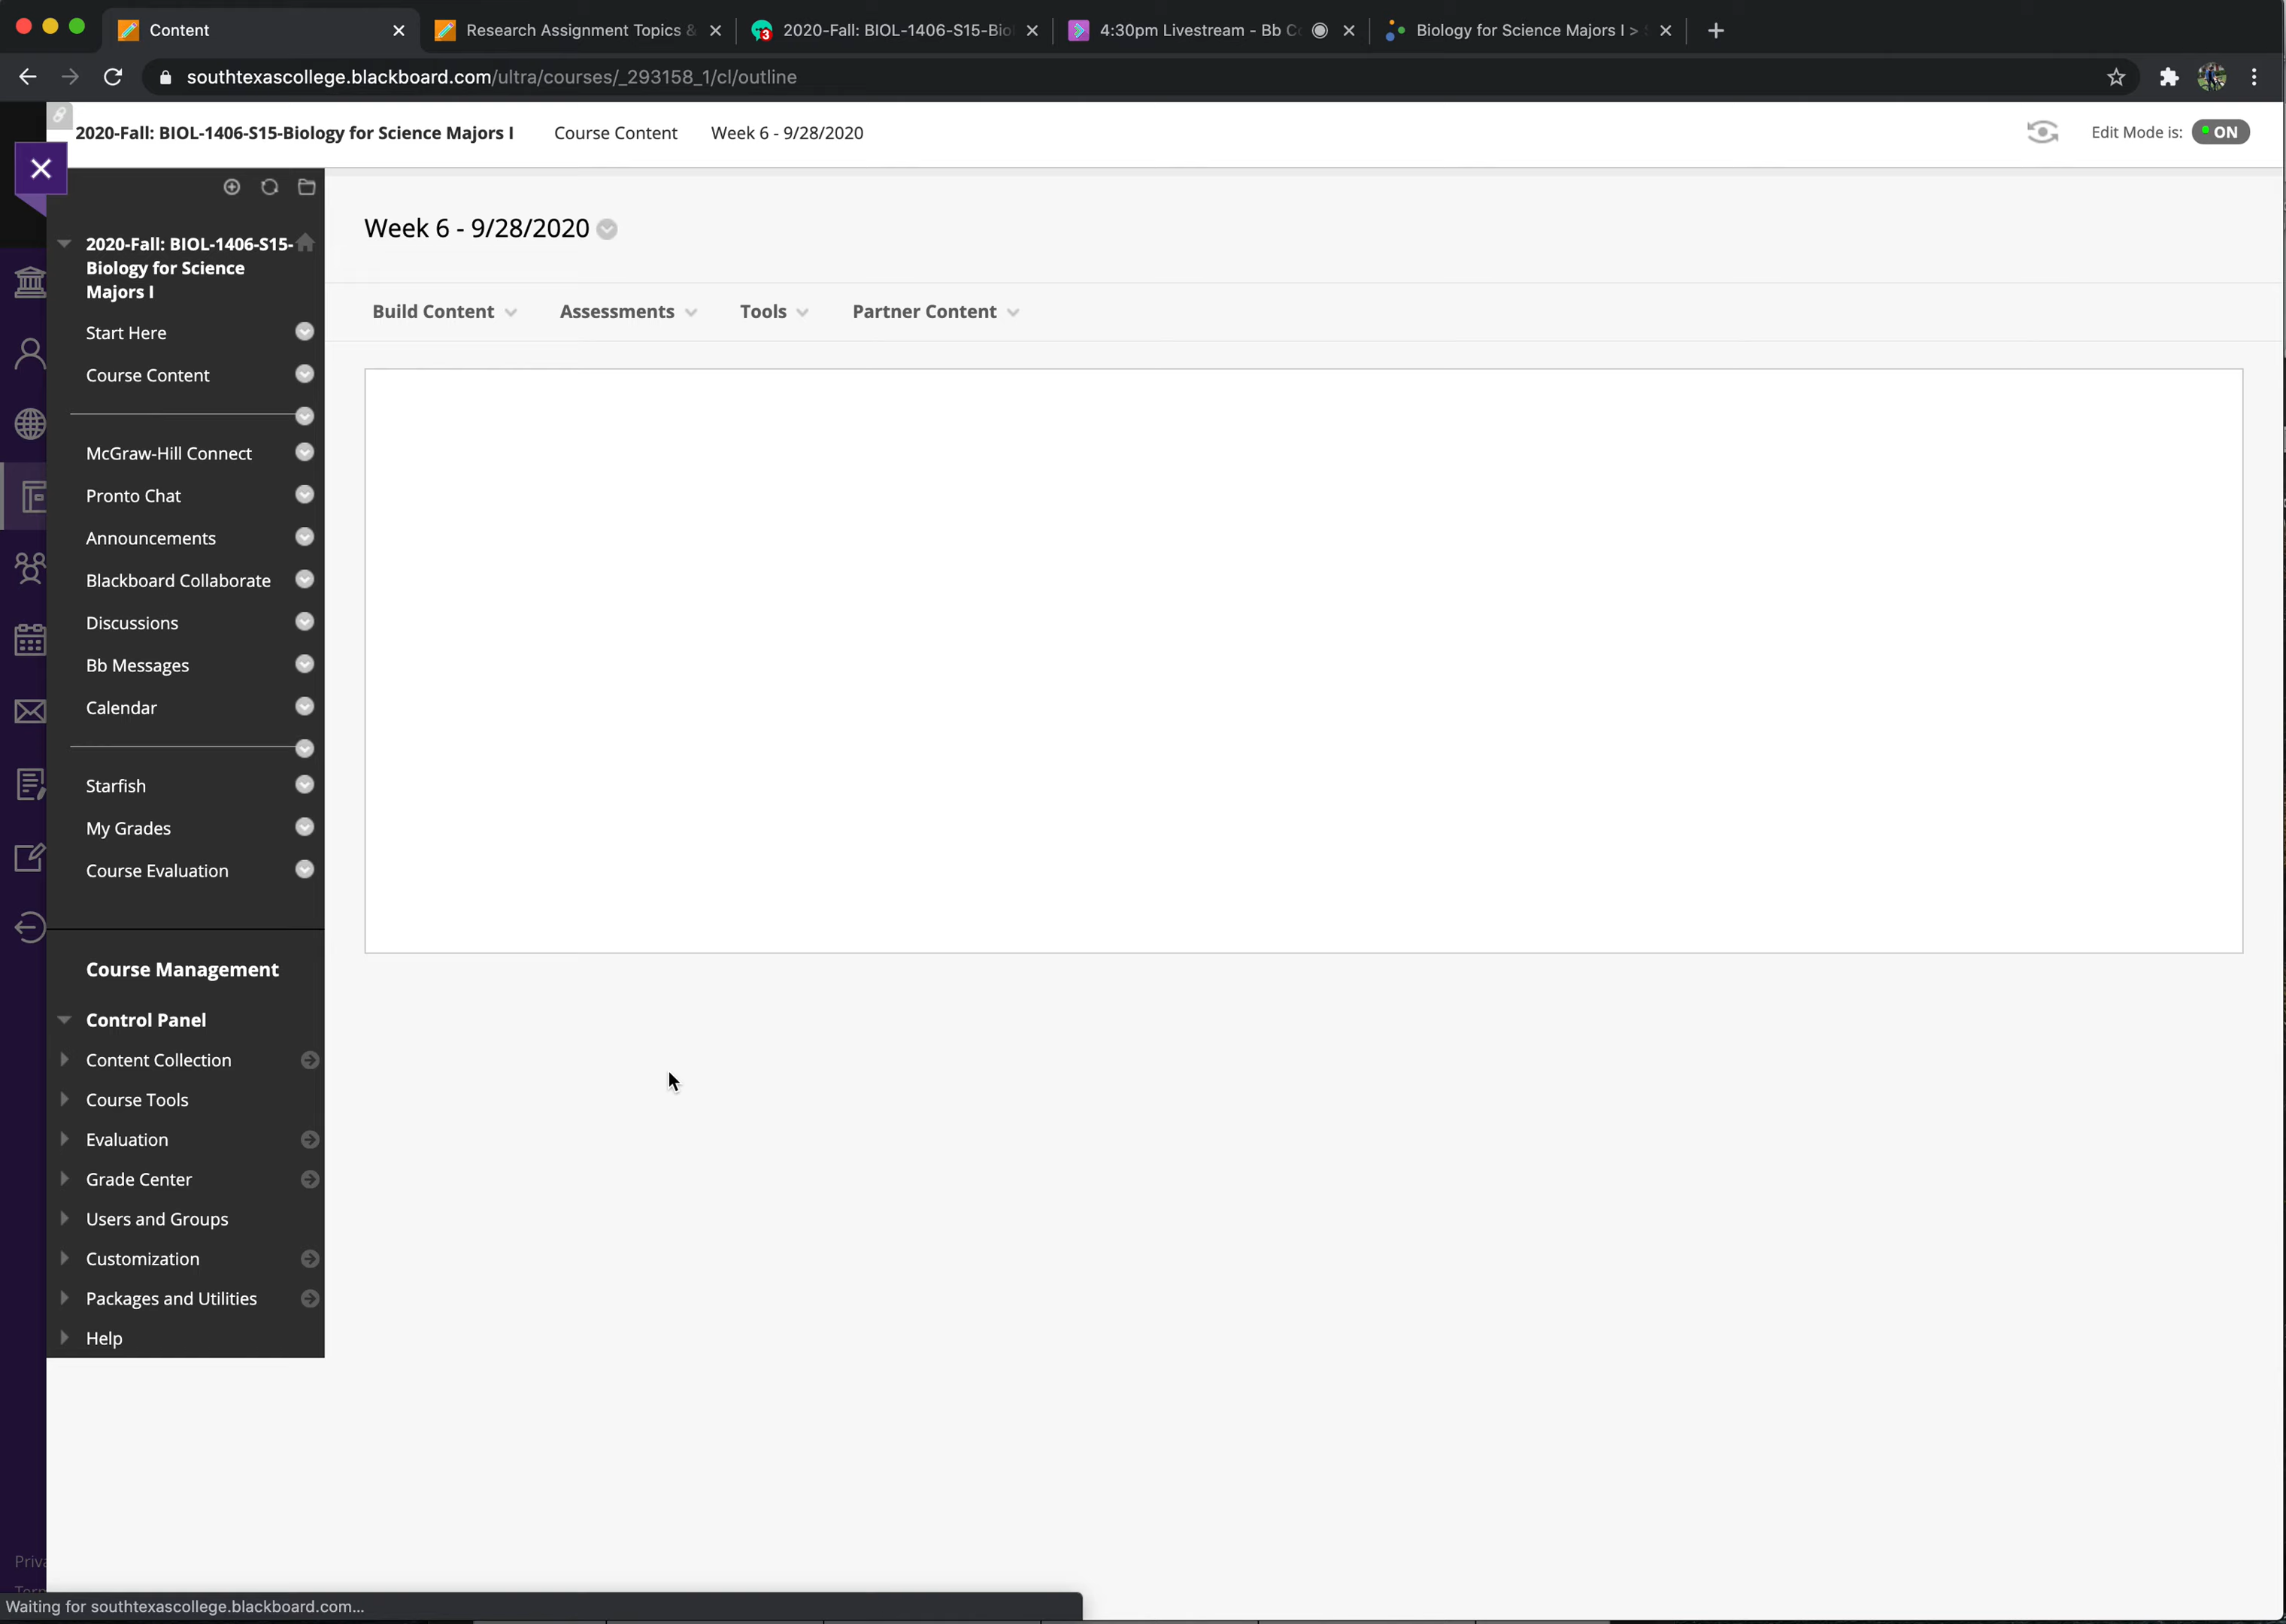 Content
Research Assignment Topics &
3
2020-Fall: BIOL-1406-S15-Bio
4:30pm Livestream - Bb C
Biology for Science Majors I >
southtexascollege.blackboard.com/ultra/courses/_293158_1/cl/outline
2020-Fall: BIOL-1406-S15-Biology for Science Majors I
Course Content
Week 6 - 9/28/2020
Edit Mode is:
ON
2020-Fall: BIOL-1406-S15-
Biology for Science
Majors I
Start Here
Course Content
McGraw-Hill Connect
Pronto Chat
Announcements
Blackboard Collaborate
Discussions
Bb Messages
Calendar
Starfish
My Grades
Course Evaluation
Course Management
Control Panel
Content Collection
Course Tools
Evaluation
Grade Center
Users and Groups
Customization
Packages and Utilities
Help
Week 6 - 9/28/2020
Build Content
Assessments
Tools
Partner Content
Priva
Waiting for southtexascollege.blackboard.com...